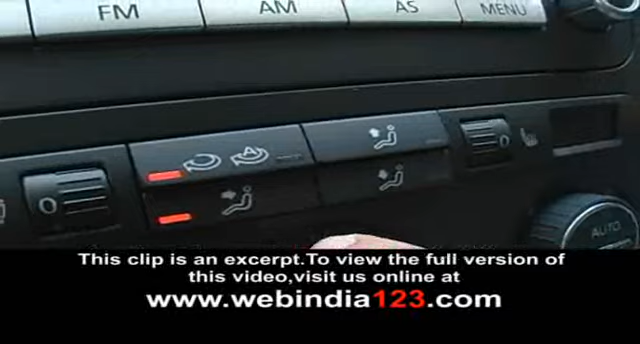 FM AM AS MENU
A
0 0
AUTO
This clip is an excerpt.To view the full version of
this video,visit us online at
www.webindia123.com